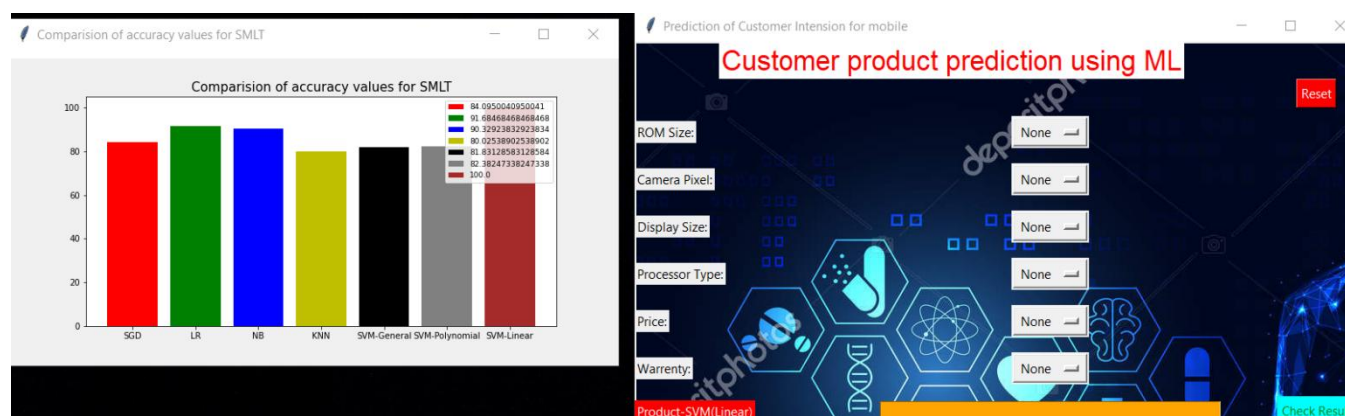 Comparision of accuracy values for SMLT
Comparision of accuracy values for SMLT
100
80
60
40
20
0
84.0950040950041
91.68468468468468
90.32923832923834
80.02538902538902
81.83128583128584
82.38247338247338
100.0
SGD LR NB KNN SVM-General SVM-Polynomial SVM-Linear
Prediction of Customer Intension for mobile
Customer product prediction using ML
Reset
ROM Size: None
Camera Pixel: None
Display Size: None
Processor Type: None
Price: None
Warrenty: None
Product-SVM(Linear)
Check Resu
depositphotos